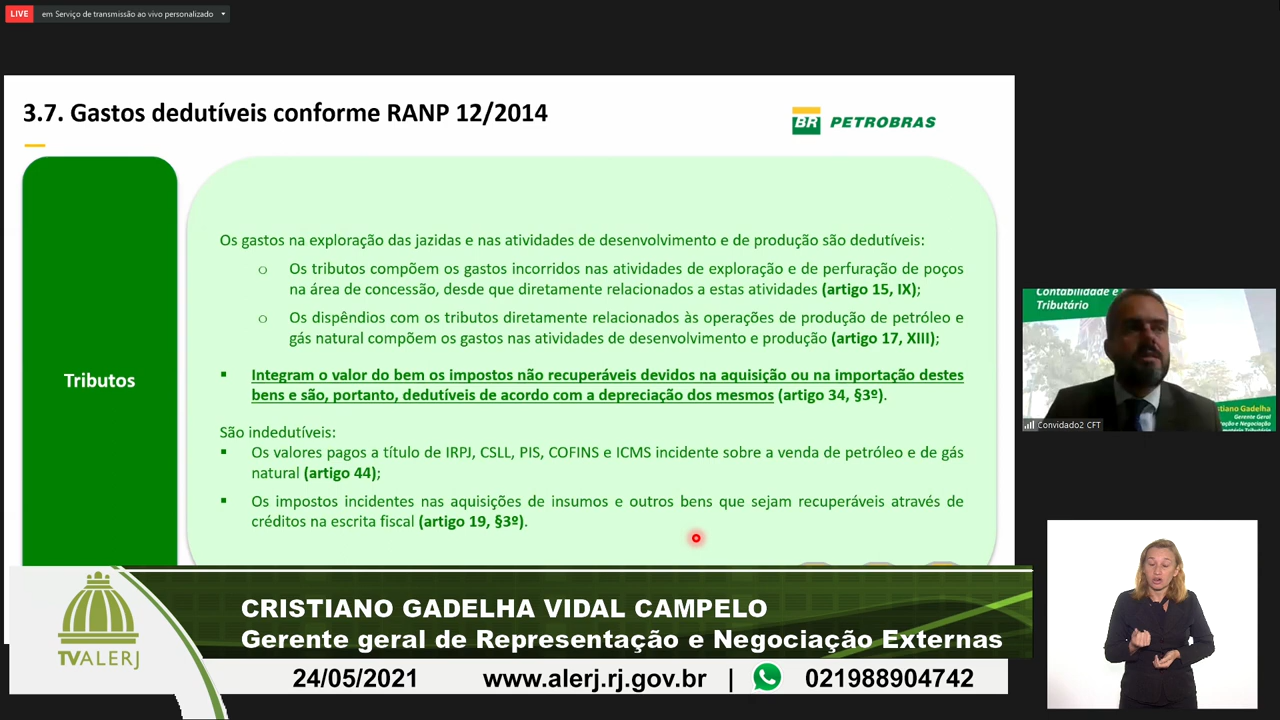 LIVE em Serviço de transmissão ao vivo personalizado
3.7. Gastos dedutíveis conforme RANP 12/2014
BR PETROBRAS
Tributos
Os gastos na exploração das jazidas e nas atividades de desenvolvimento e de produção são dedutíveis:
Os tributos compõem os gastos incorridos nas atividades de exploração e de perfuração de poços
na área de concessão, desde que diretamente relacionados a estas atividades (artigo 15, IX);
Os dispêndios com os tributos diretamente relacionados às operações de produção de petróleo e
gás natural compõem os gastos nas atividades de desenvolvimento e produção (artigo 17, XIII);
Integram o valor do bem os impostos não recuperáveis devidos na aquisição ou na importação destes
bens e são, portanto, dedutíveis de acordo com a depreciação dos mesmos (artigo 34, §3º).
São indedutíveis:
Os valores pagos a título de IRPJ, CSLL, PIS, COFINS e ICMS incidente sobre a venda de petróleo e de gás
natural (artigo 44);
Os impostos incidentes nas aquisições de insumos e outros bens que sejam recuperáveis através de
créditos na escrita fiscal (artigo 19, §3º).
Contabilidade e
Tributário
stiano Gadelha
Gerente Geral
ação e Negociação
Tributário
Convidado2 CFT
CRISTIANO GADELHA VIDAL CAMPELO
Gerente geral de Representação e Negociação Externas
TVALERJ
24/05/2021 www.alerj.rj.gov.br | 021988904742